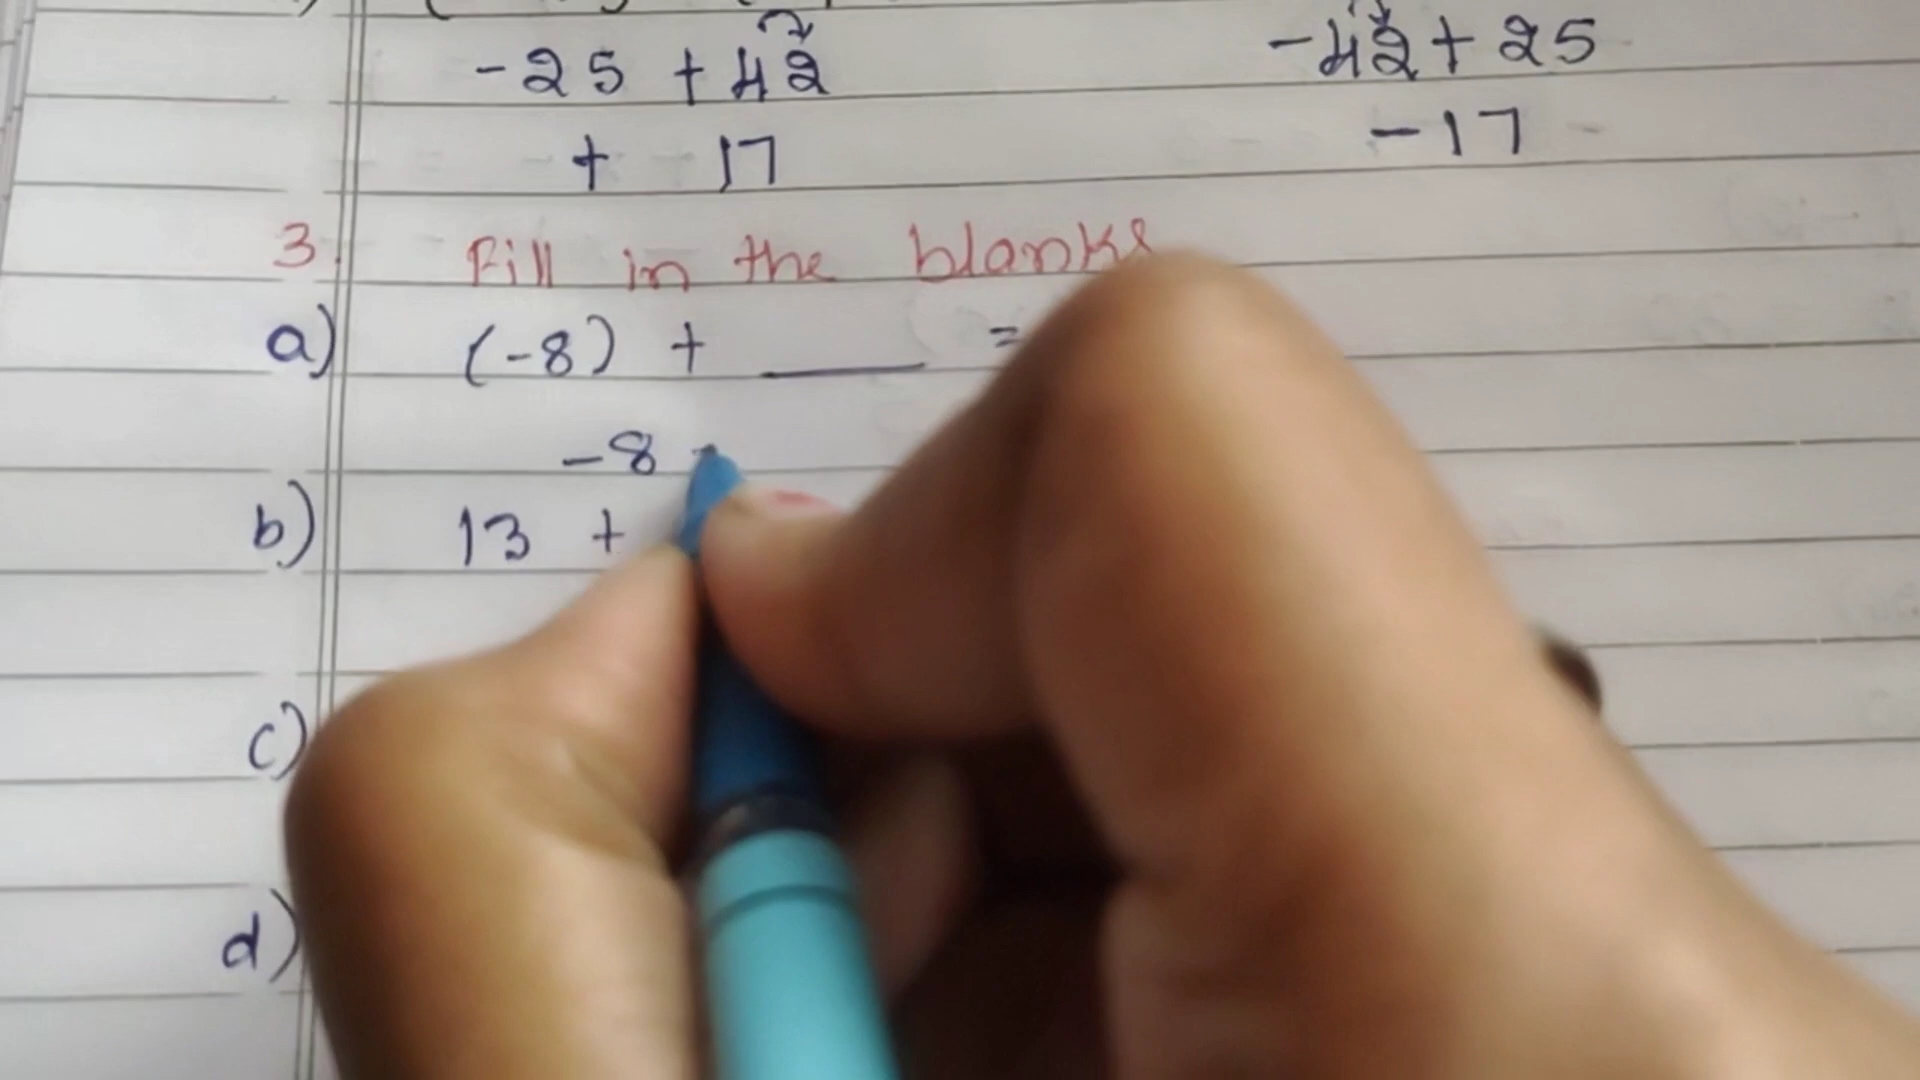 -25 +42 -42+25
+ 17 -17
3. Fill in the blanks
a) (-8) + ____ =
-8
b) 13 +
c)
d)